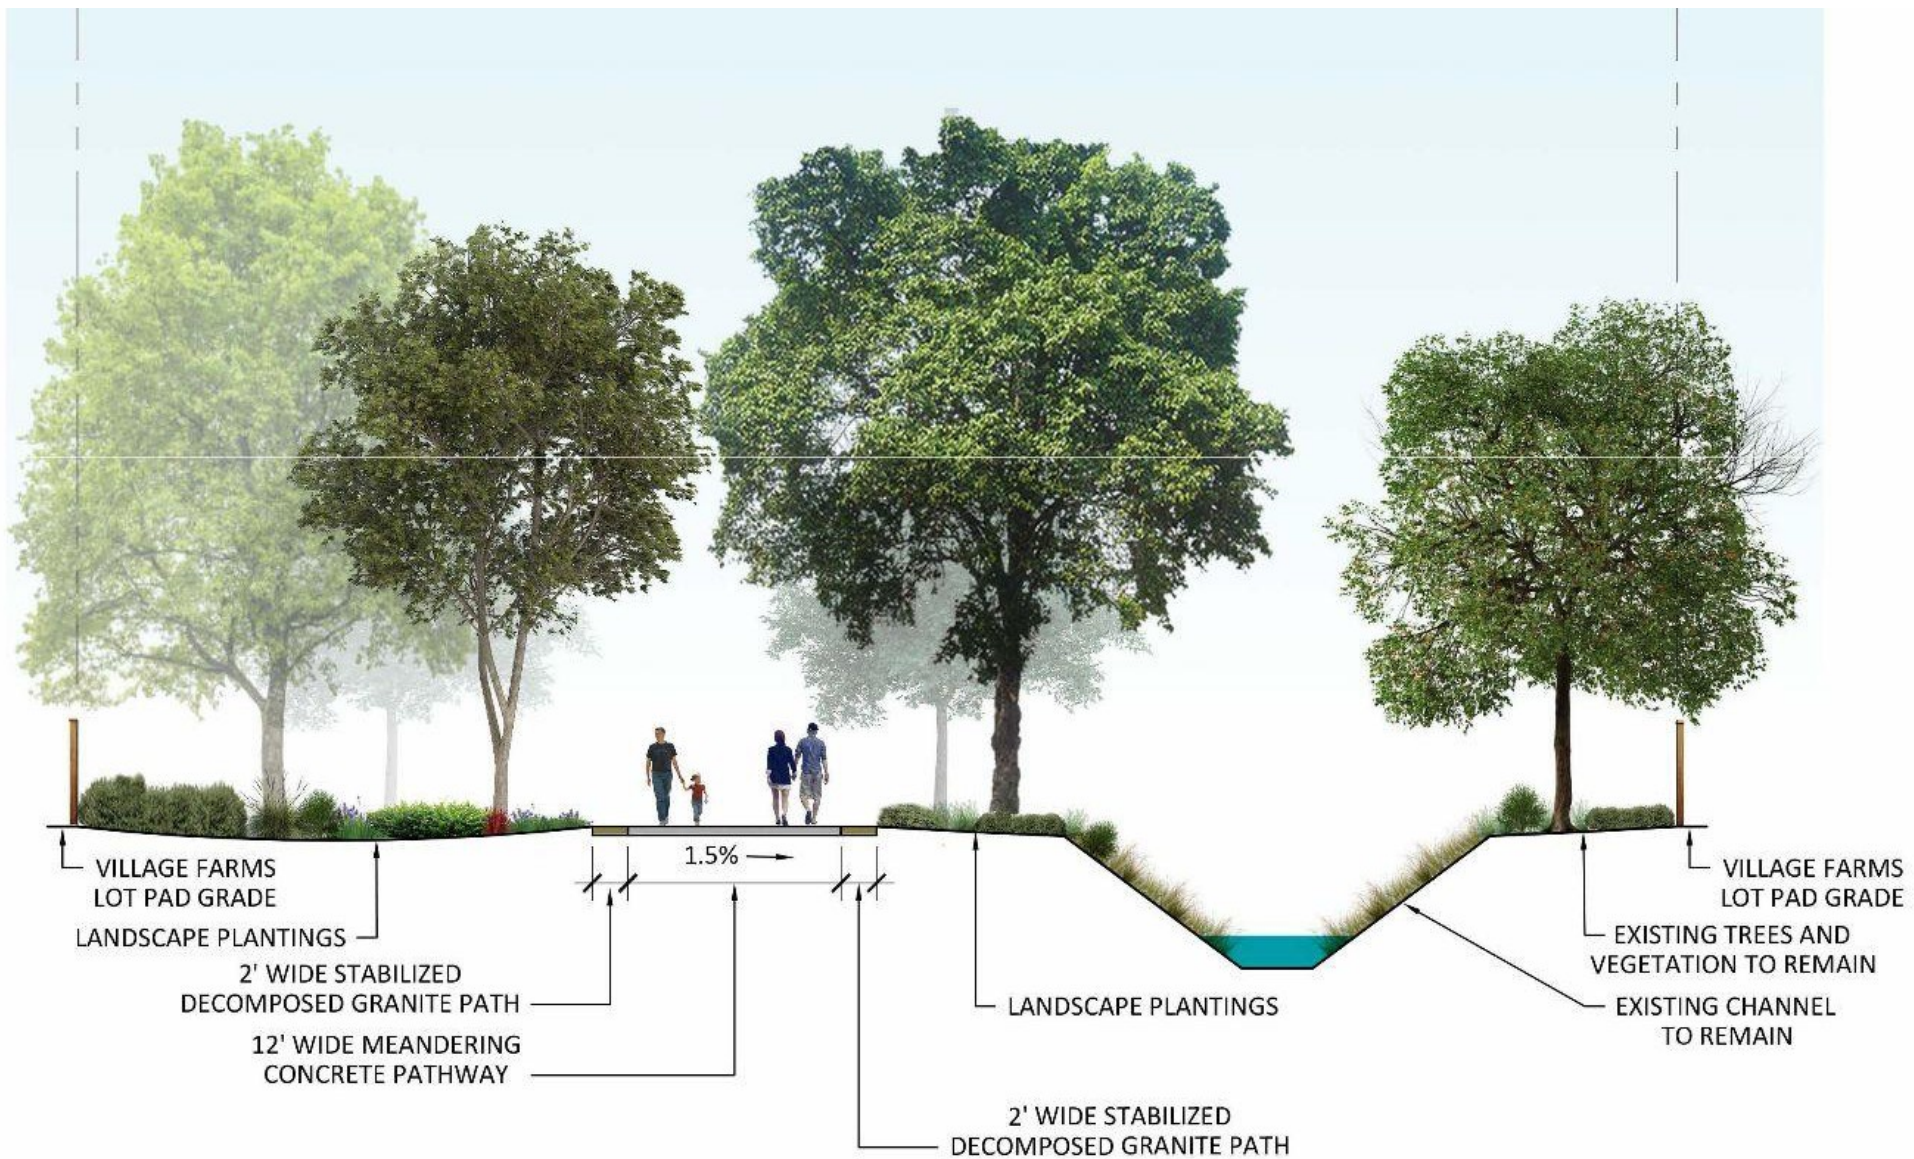 1.5%
VILLAGE FARMS
LOT PAD GRADE
LANDSCAPE PLANTINGS
2' WIDE STABILIZED
DECOMPOSED GRANITE PATH
12' WIDE MEANDERING
CONCRETE PATHWAY
LANDSCAPE PLANTINGS
2' WIDE STABILIZED
DECOMPOSED GRANITE PATH
VILLAGE FARMS
LOT PAD GRADE
EXISTING TREES AND
VEGETATION TO REMAIN
EXISTING CHANNEL
TO REMAIN